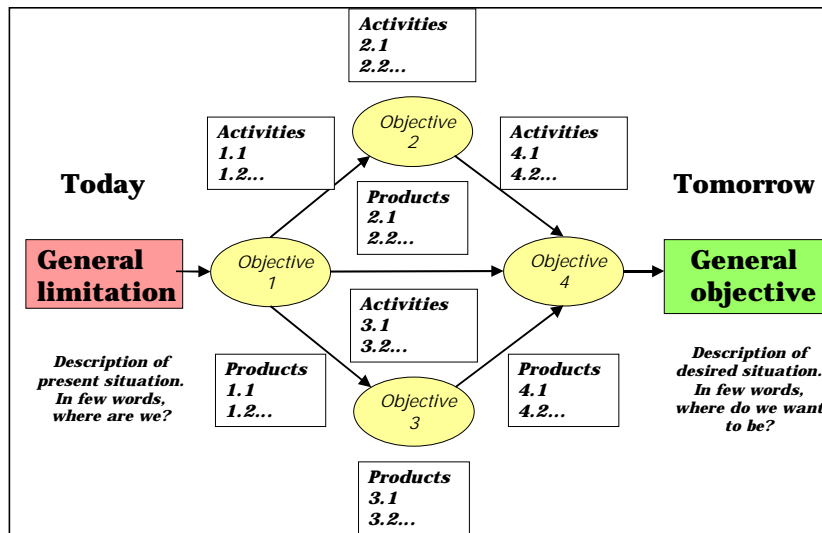 Activities
2.1
2.2...
Activities
1.1
1.2...
Objective
2
Activities
4.1
4.2...
Today
Products
2.1
2.2...
Tomorrow
General
limitation
Objective
1
Objective
4
General
objective
Activities
3.1
3.2...
Description of
present situation.
In few words,
where are we?
Products
1.1
1.2...
Objective
3
Products
4.1
4.2...
Description of
desired situation.
In few words,
where do we want
to be?
Products
3.1
3.2...